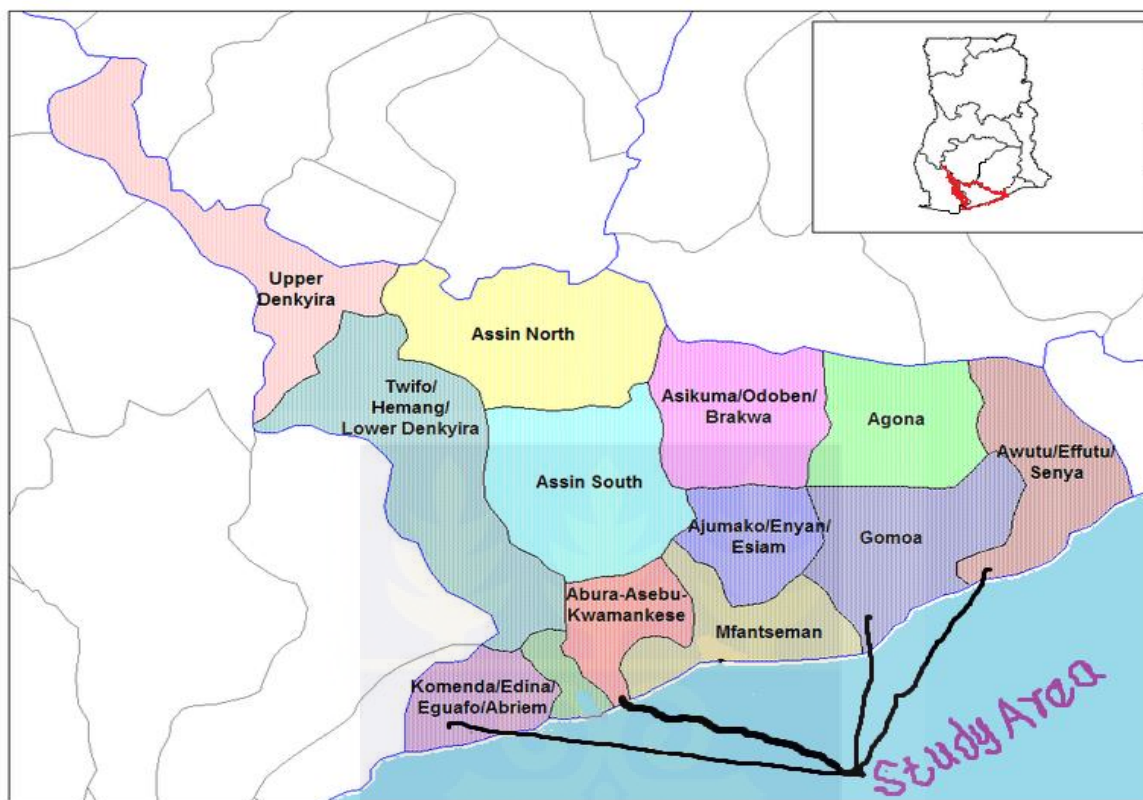 Upper
Denkyira
Assin North
Twifo/
Hemang/
Lower Denkyira
Asikuma/Odoben/
Brakwa
Agona
Awutu/Effutu/
Senya
Assin South
Ajumako/Enyan/
Esiam
Gomoa
Abura-Asebu-
Kwamankese
Mfantseman
Komenda/Edina/
Eguafo/Abriem
Study Area